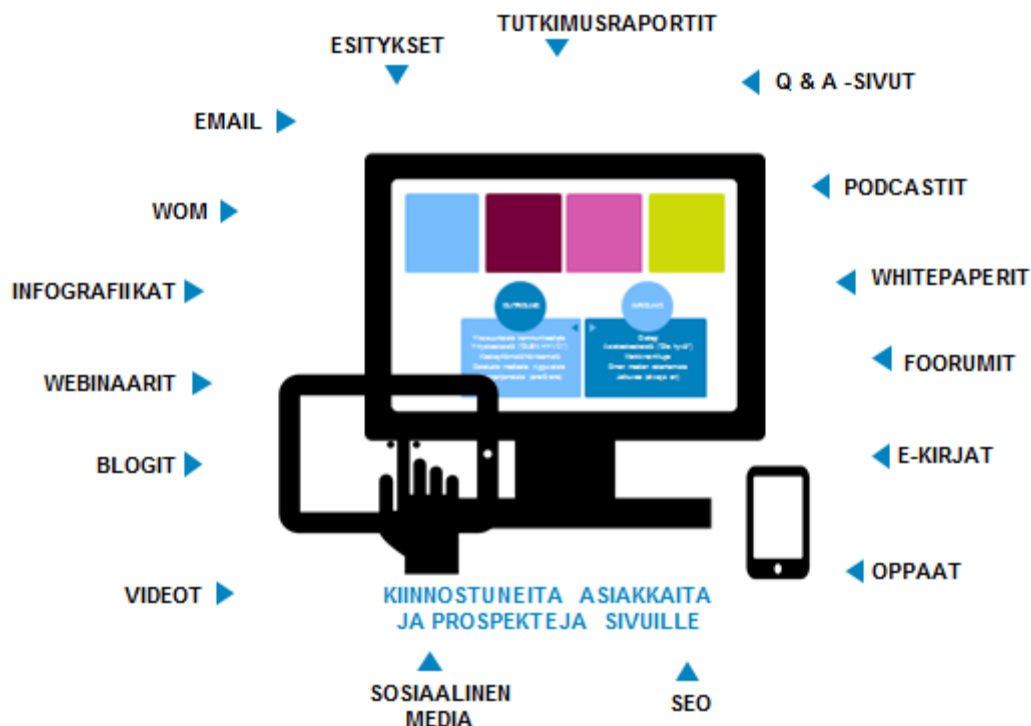 TUTKIMUSRAPORTIT
ESITYKSET
Q & A -SIVUT
EMAIL
PODCASTIT
WOM
WHITEPAPERIT
INFOGRAFIIKAT
FOORUMIT
WEBINAARIT
E-KIRJAT
BLOGIT
OPPAAT
VIDEOT
KIINNOSTUNEITA ASIAKKAITA
JA PROSPEKTEJA SIVUILLE
SOSIAALINEN
MEDIA
SEO